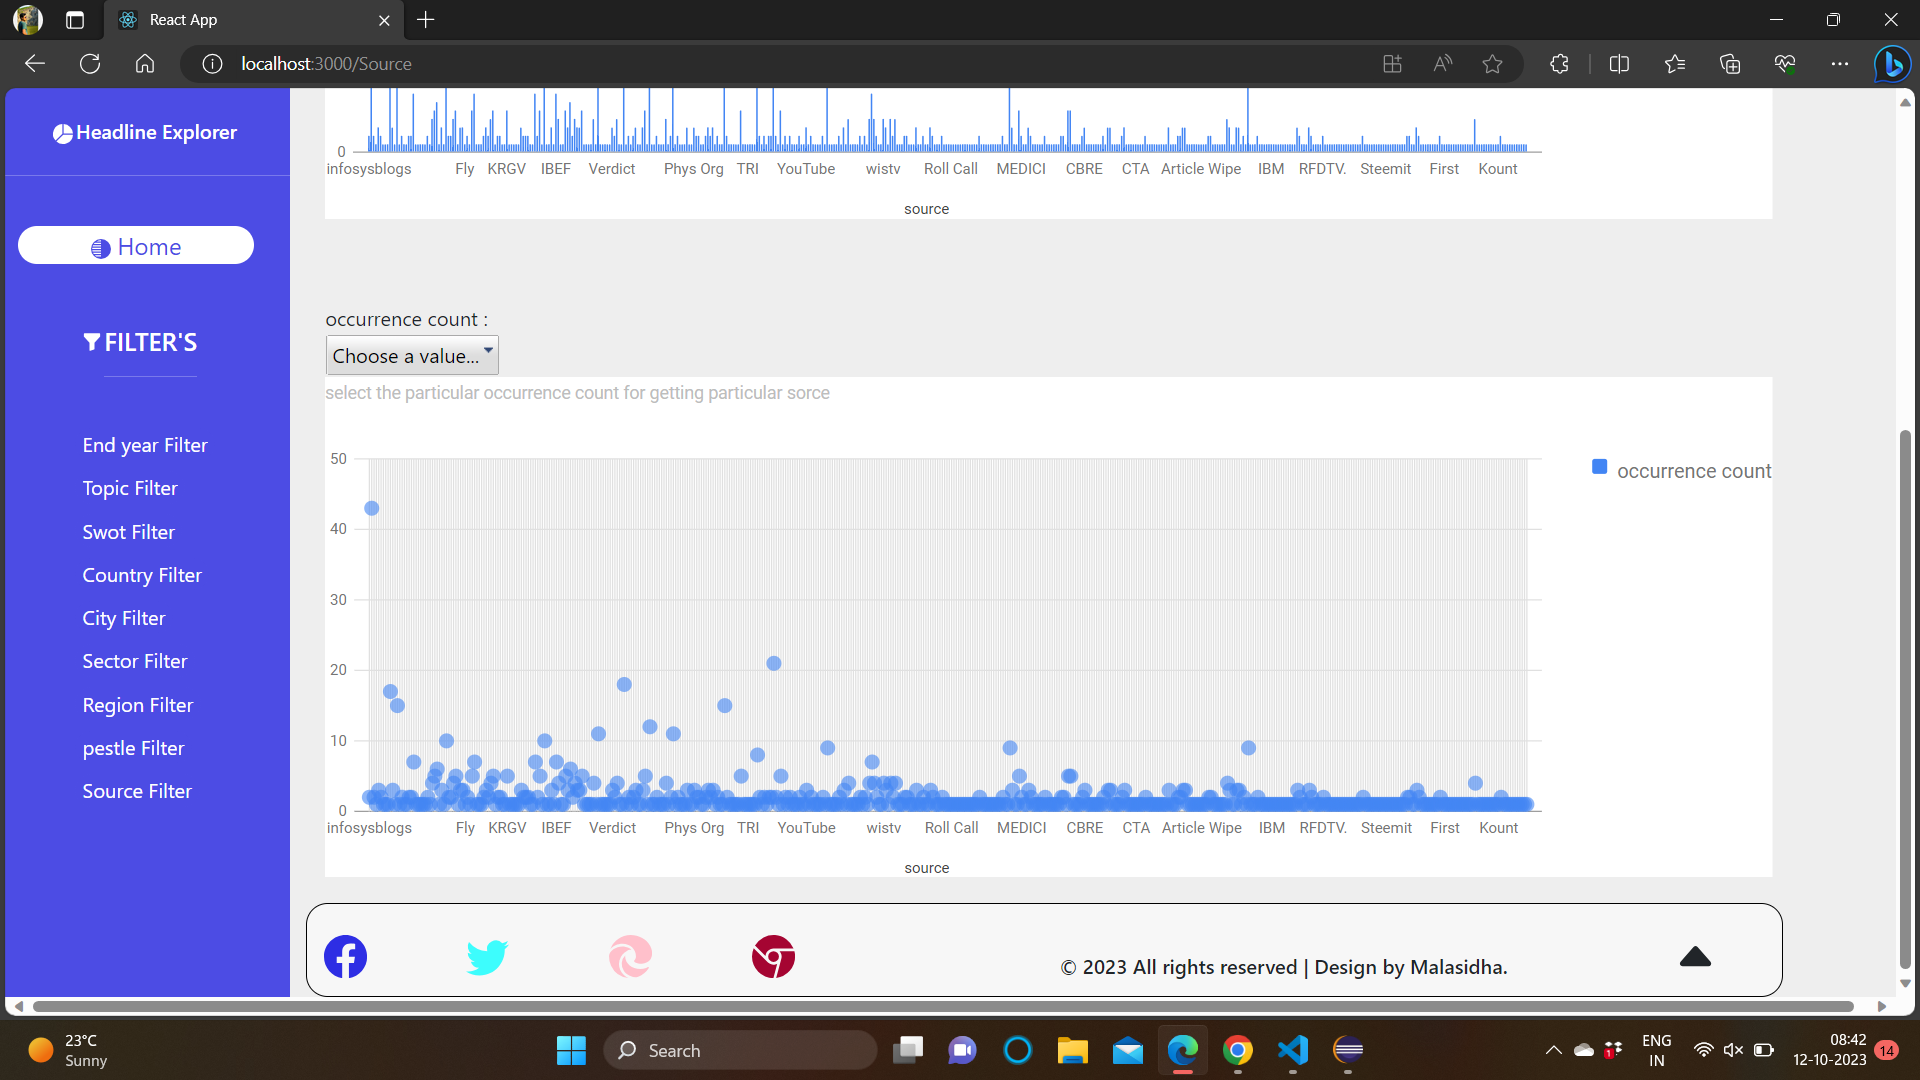 React App
localhost:3000/Source
Headline Explorer
Home
FILTER'S
End year Filter
Topic Filter
Swot Filter
Country Filter
City Filter
Sector Filter
Region Filter
pestle Filter
Source Filter
0
infosysblogs Fly KRGV IBEF Verdict Phys Org TRI YouTube wistv Roll Call MEDICI CBRE CTA Article Wipe IBM RFDTV. Steemit First Kount
source
occurrence count :
Choose a value...
select the particular occurrence count for getting particular sorce
50
occurrence count
40
30
20
10
0
infosysblogs Fly KRGV IBEF Verdict Phys Org TRI YouTube wistv Roll Call MEDICI CBRE CTA Article Wipe IBM RFDTV. Steemit First Kount
source
© 2023 All rights reserved | Design by Malasidha.
23°C
Sunny
Search
1
ENG
IN
08:42
12-10-2023
14